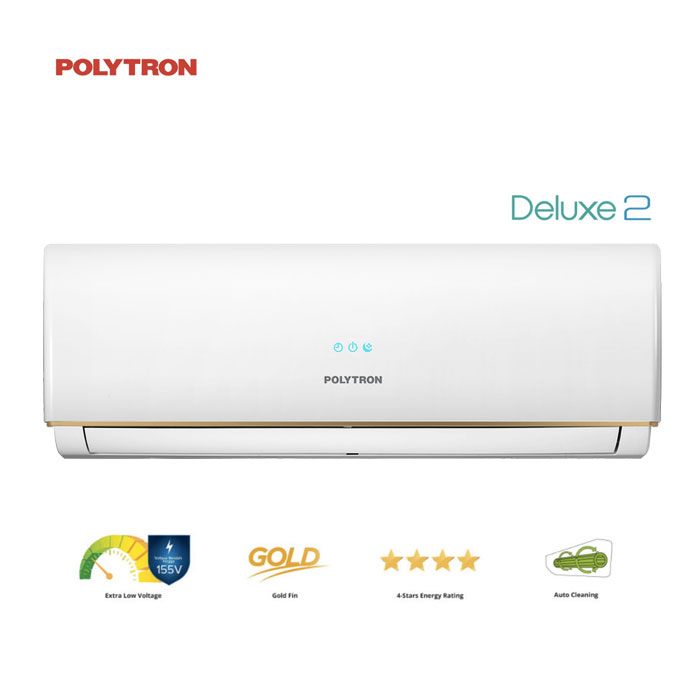 POLYTRON
Deluxe 2
POLYTRON
155V
GOLD
Extra Low Voltage
Gold Fin
4-Stars Energy Rating
Auto Cleaning